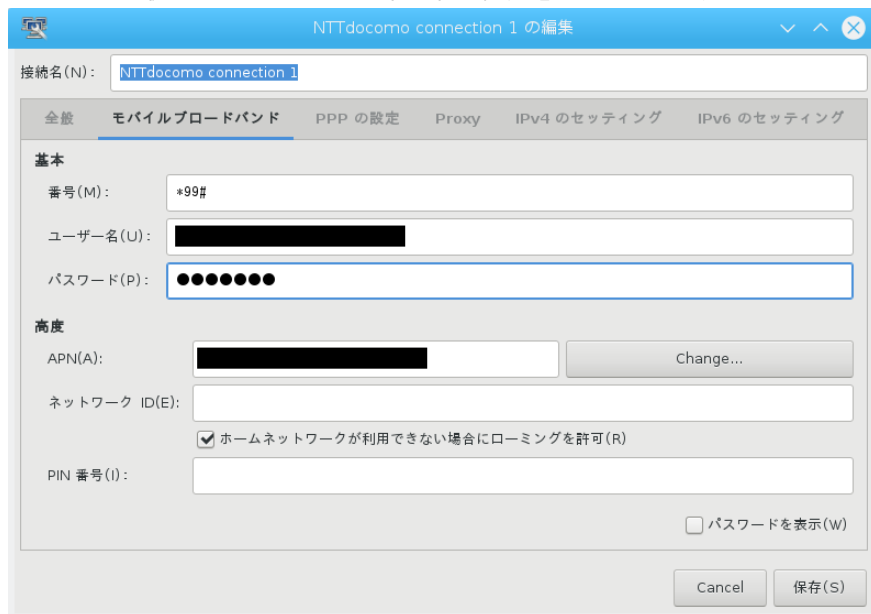 NTTdocomo connection 1 の編集
接続名(N): NTTdocomo connection 1
全般 モバイルブロードバンド PPP の設定 Proxy IPv4 のセッティング IPv6 のセッティング
基本
番号(M): *99#
ユーザー名(U):
パスワード(P): ●●●●●●●
高度
APN(A): Change...
ネットワーク ID(E):
ホームネットワークが利用できない場合にローミングを許可(R)
PIN 番号(I):
パスワードを表示(W)
Cancel 保存(S)